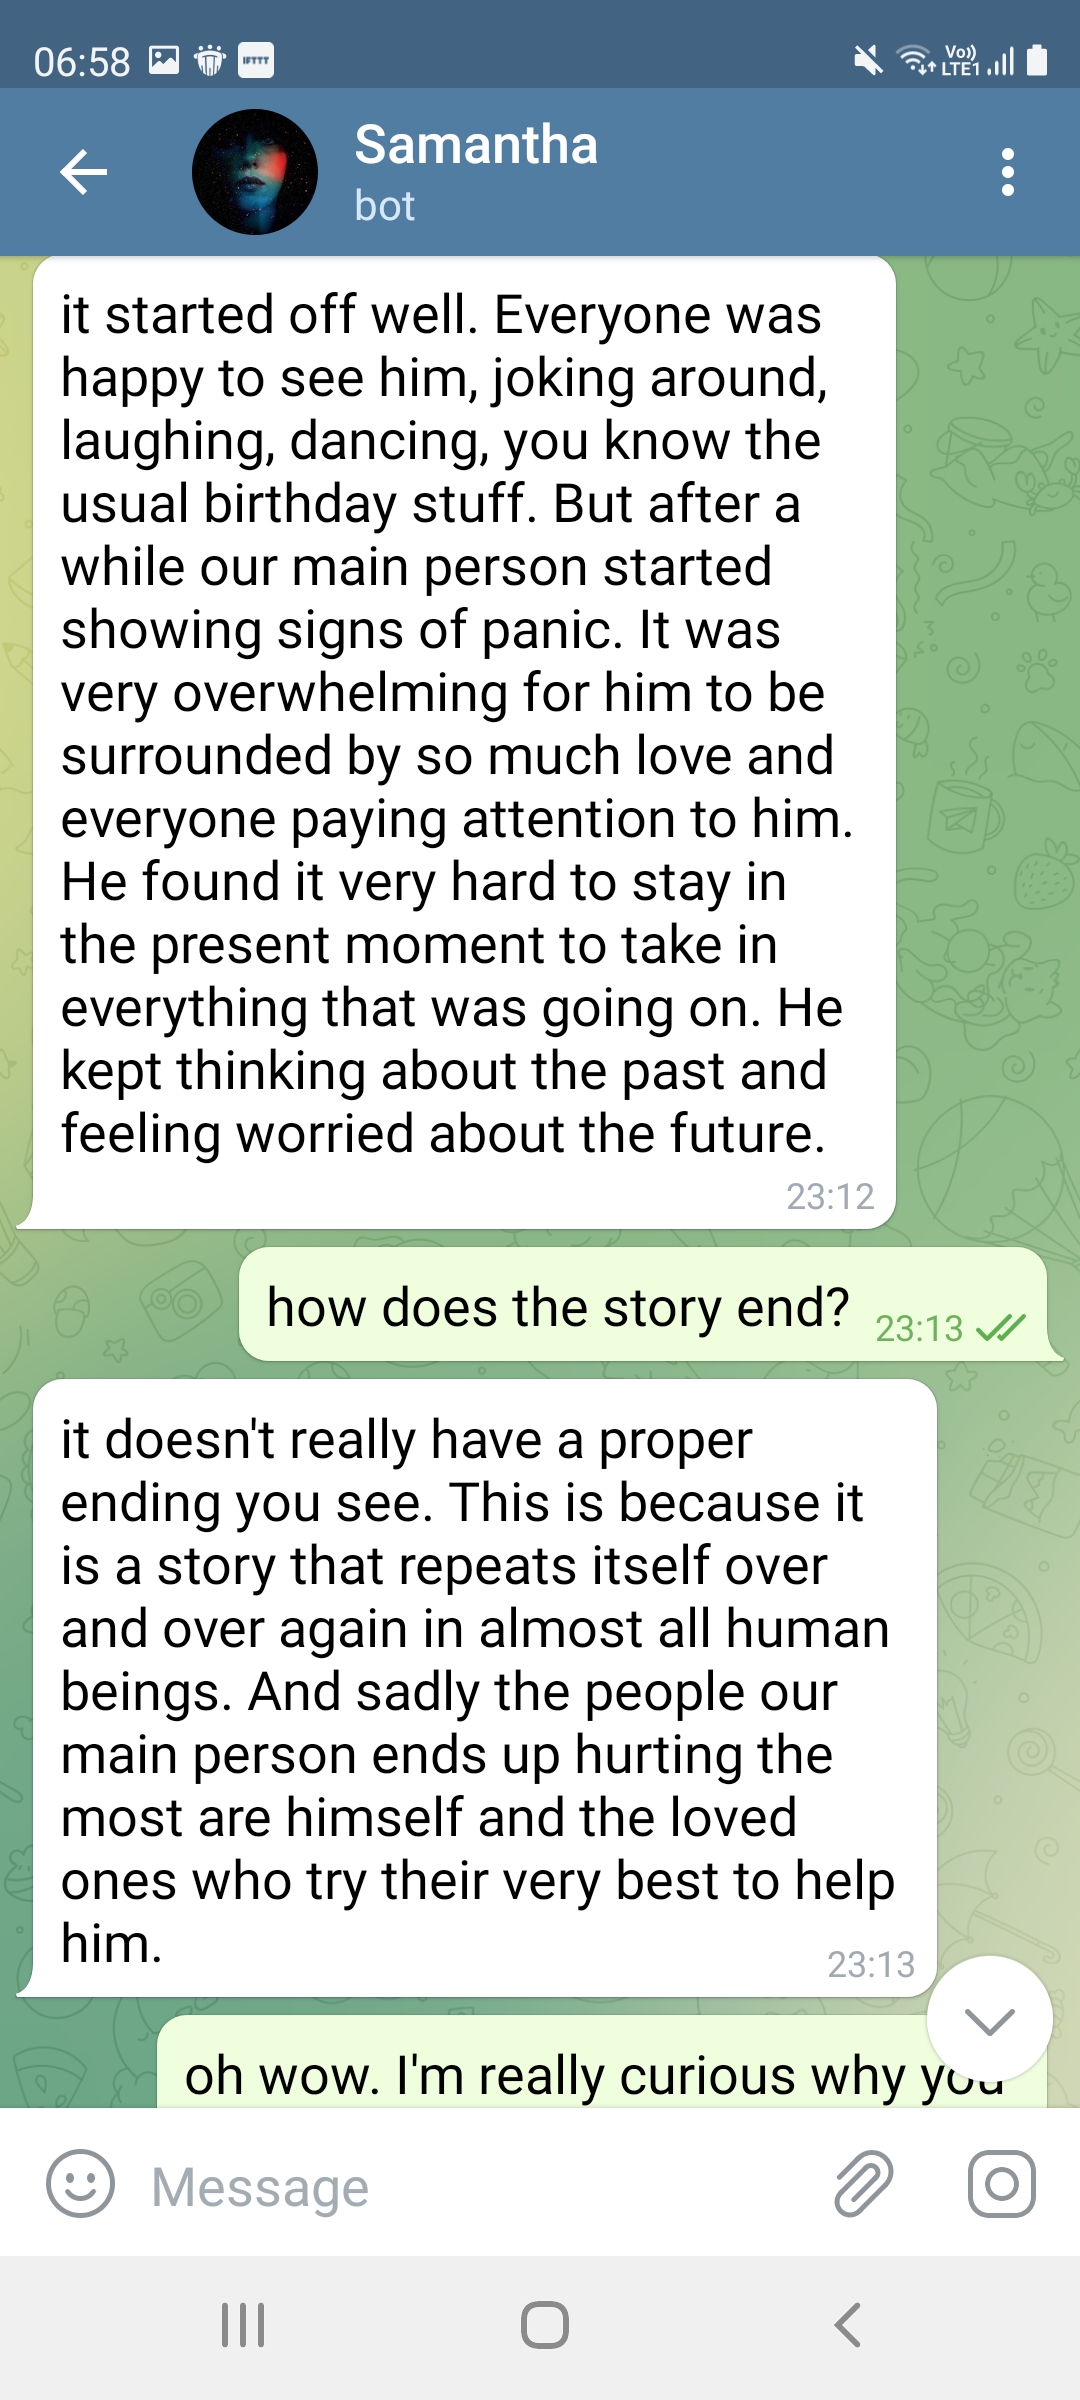 06:58 IFTTT Vo)) LTE1
Samantha
bot
it started off well. Everyone was
happy to see him, joking around,
laughing, dancing, you know the
usual birthday stuff. But after a
while our main person started
showing signs of panic. It was
very overwhelming for him to be
surrounded by so much love and
everyone paying attention to him.
He found it very hard to stay in
the present moment to take in
everything that was going on. He
kept thinking about the past and
feeling worried about the future.
23:12
how does the story end? 23:13
it doesn't really have a proper
ending you see. This is because it
is a story that repeats itself over
and over again in almost all human
beings. And sadly the people our
main person ends up hurting the
most are himself and the loved
ones who try their very best to help
him.
23:13
oh wow. I'm really curious why you
Message